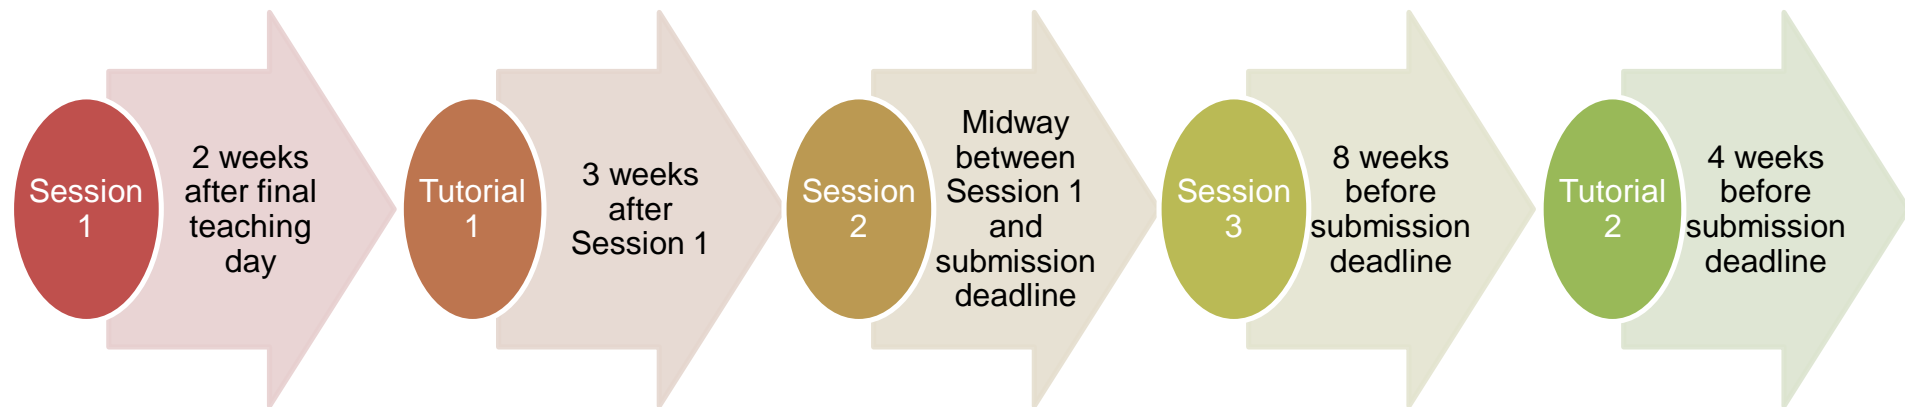 Session
1
2 weeks
after final
teaching
day
Tutorial
1
3 weeks
after
Session 1
Session
2
Midway
between
Session 1
and
submission
deadline
Session
3
8 weeks
before
submission
deadline
Tutorial
2
4 weeks
before
submission
deadline